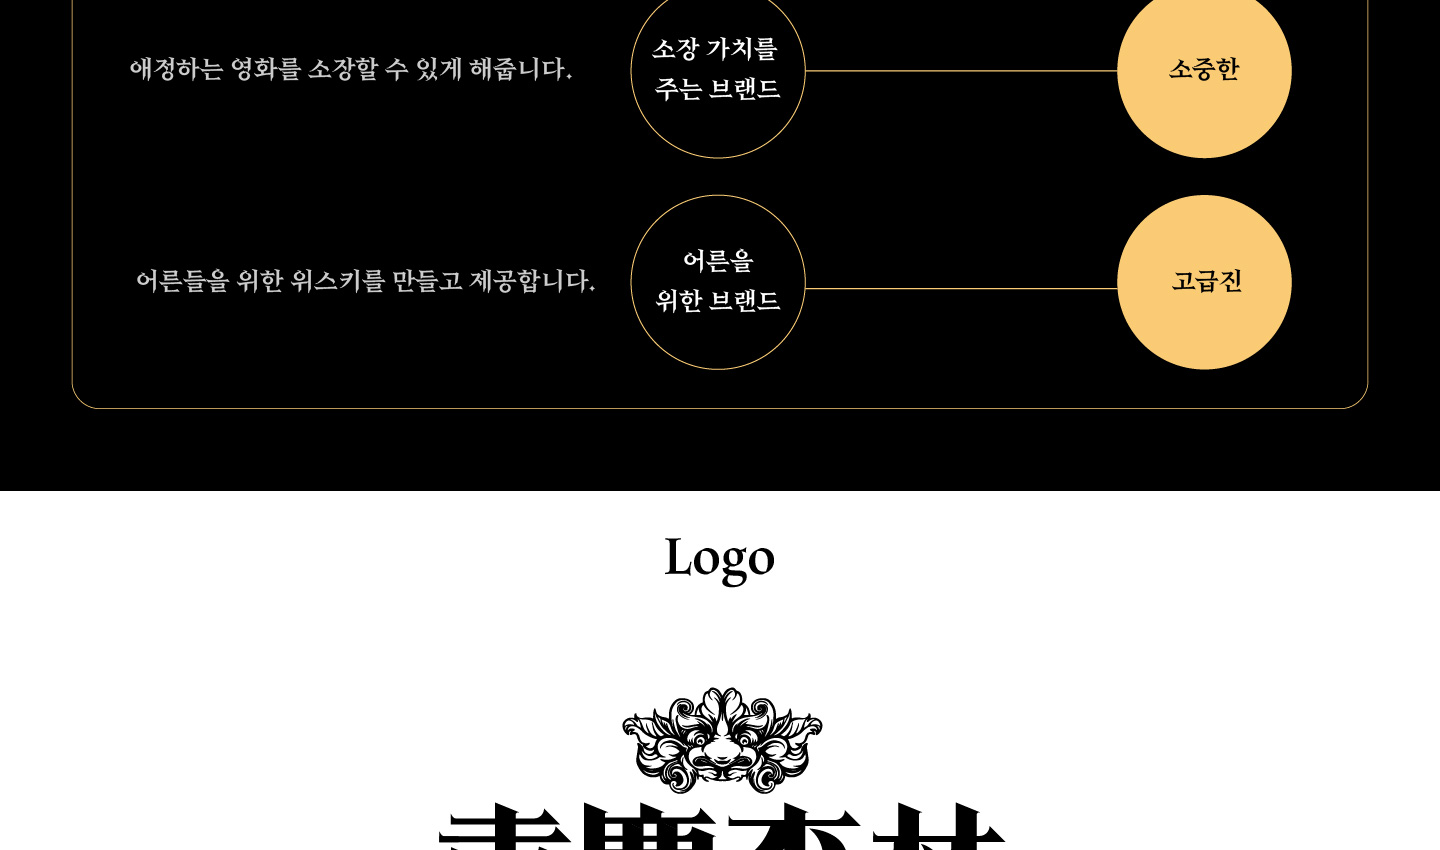 애정하는 영화를 소장할 수 있게 해줍니다.
소장 가치를
주는 브랜드
소중한
어른들을 위한 위스키를 만들고 제공합니다.
어른을
위한 브랜드
고급진
Logo